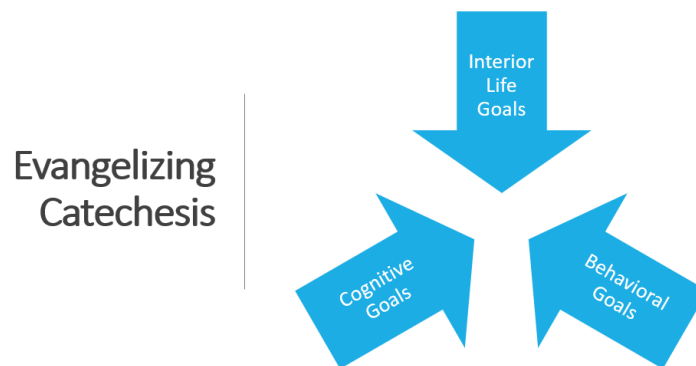 Evangelizing
Catechesis
Interior
Life
Goals
Cognitive
Goals
Behavioral
Goals